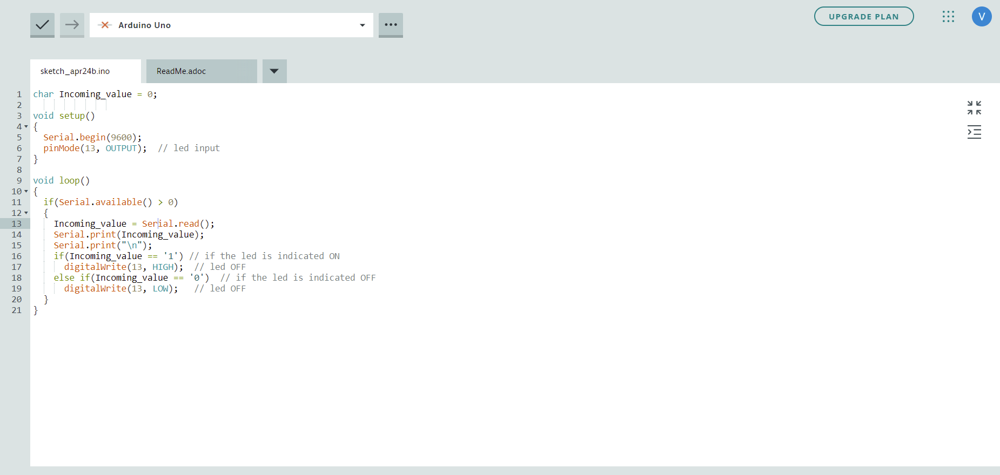 Arduino Uno
UPGRADE PLAN
V
sketch_apr24b.ino
ReadMe.adoc
1 char Incoming_value = 0;
2
3 void setup()
4 {
5   Serial.begin(9600);
6   pinMode(13, OUTPUT);  // led input
7 }
8
9 void loop()
10 {
11   if(Serial.available() > 0)
12   {
13     Incoming_value = Serial.read();
14     Serial.print(Incoming_value);
15     Serial.print("\n");
16     if(Incoming_value == '1') // if the led is indicated ON
17       digitalWrite(13, HIGH);  // led OFF
18     else if(Incoming_value == '0')  // if the led is indicated OFF
19       digitalWrite(13, LOW);   // led OFF
20   }
21 }